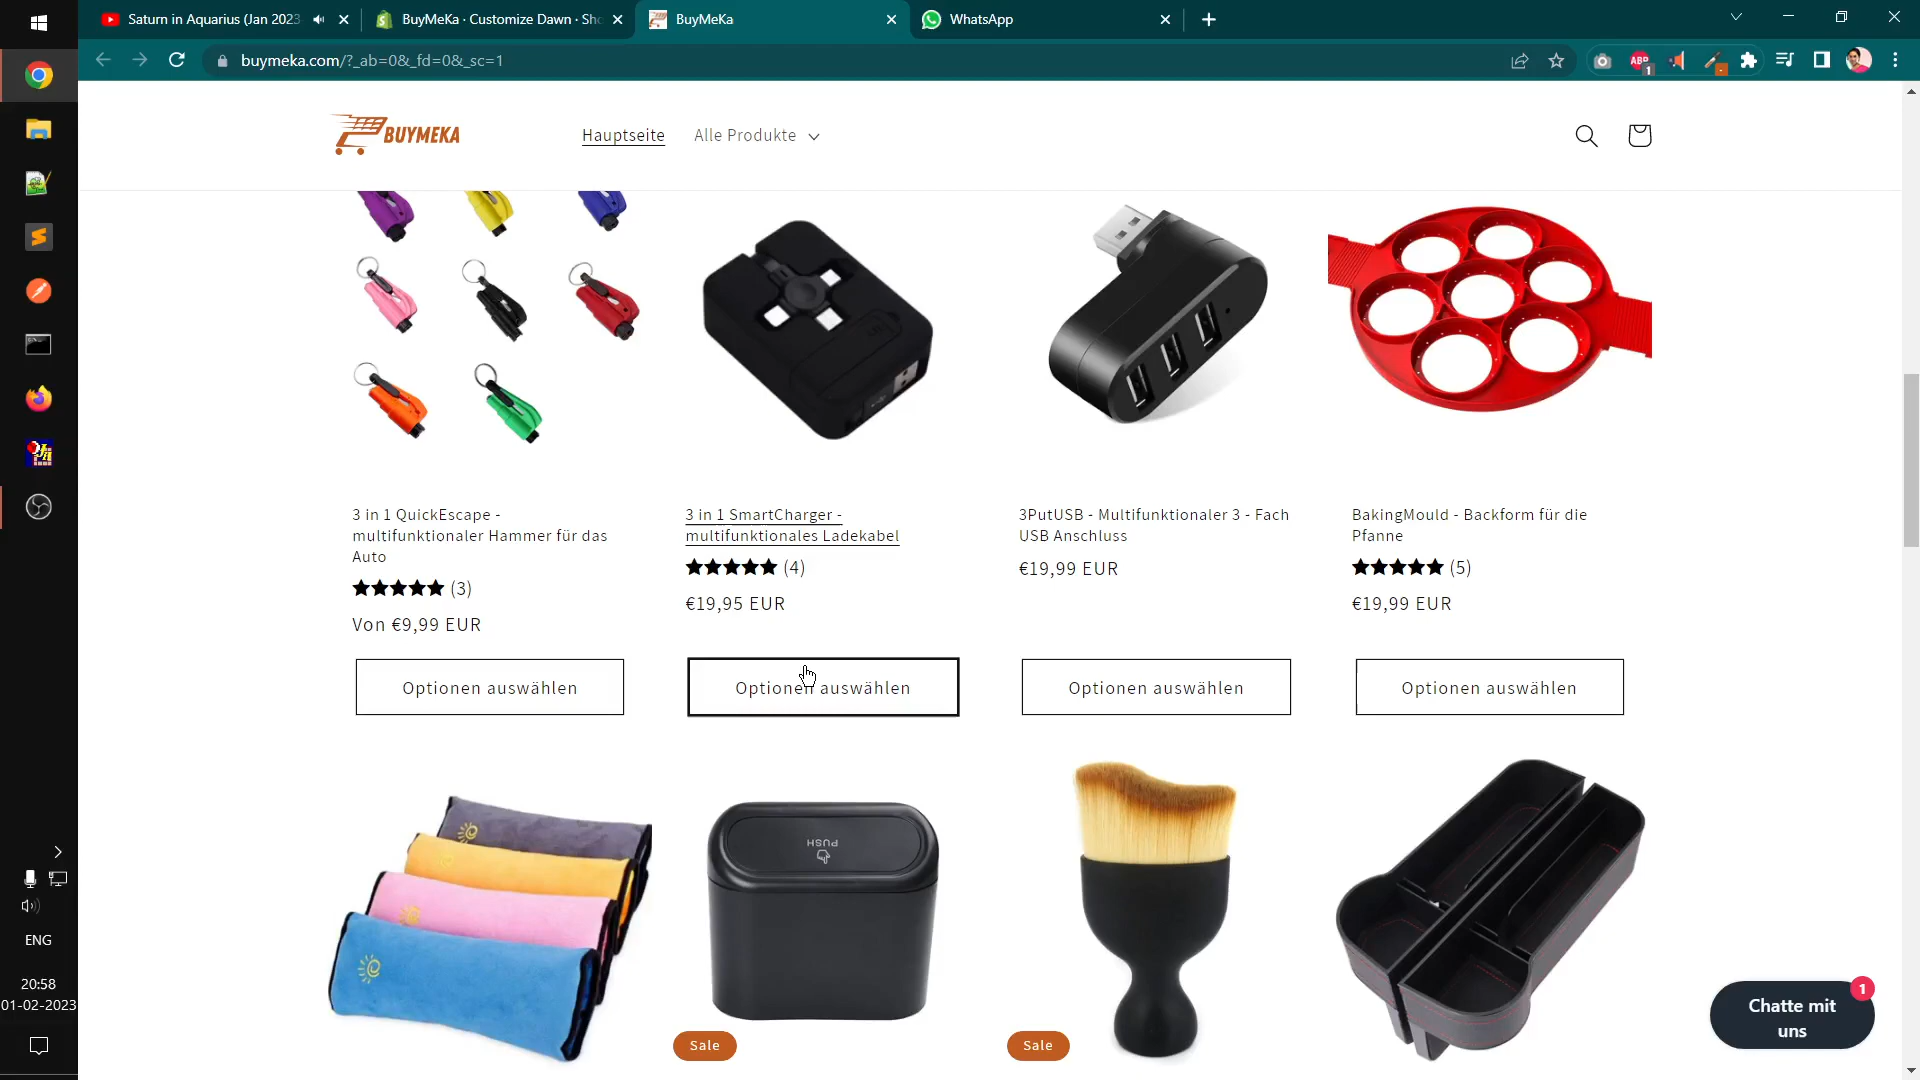 Saturn in Aquarius (Jan 2023
BuyMeKa · Customize Dawn · Sho
BuyMeKa
WhatsApp
buymeka.com/?_ab=0&_fd=0&_sc=1
ABP
1
BUYMEKA
Hauptseite
Alle Produkte
3 in 1 QuickEscape -
multifunktionaler Hammer für das
Auto
(3)
Von €9,99 EUR
Optionen auswählen
3 in 1 SmartCharger -
multifunktionales Ladekabel
(4)
€19,95 EUR
Optionen auswählen
3PutUSB - Multifunktionaler 3 - Fach
USB Anschluss
€19,99 EUR
Optionen auswählen
BakingMould - Backform für die
Pfanne
(5)
€19,99 EUR
Optionen auswählen
PUSH
Sale
Sale
Chatte mit
uns
1
ENG
20:58
01-02-2023